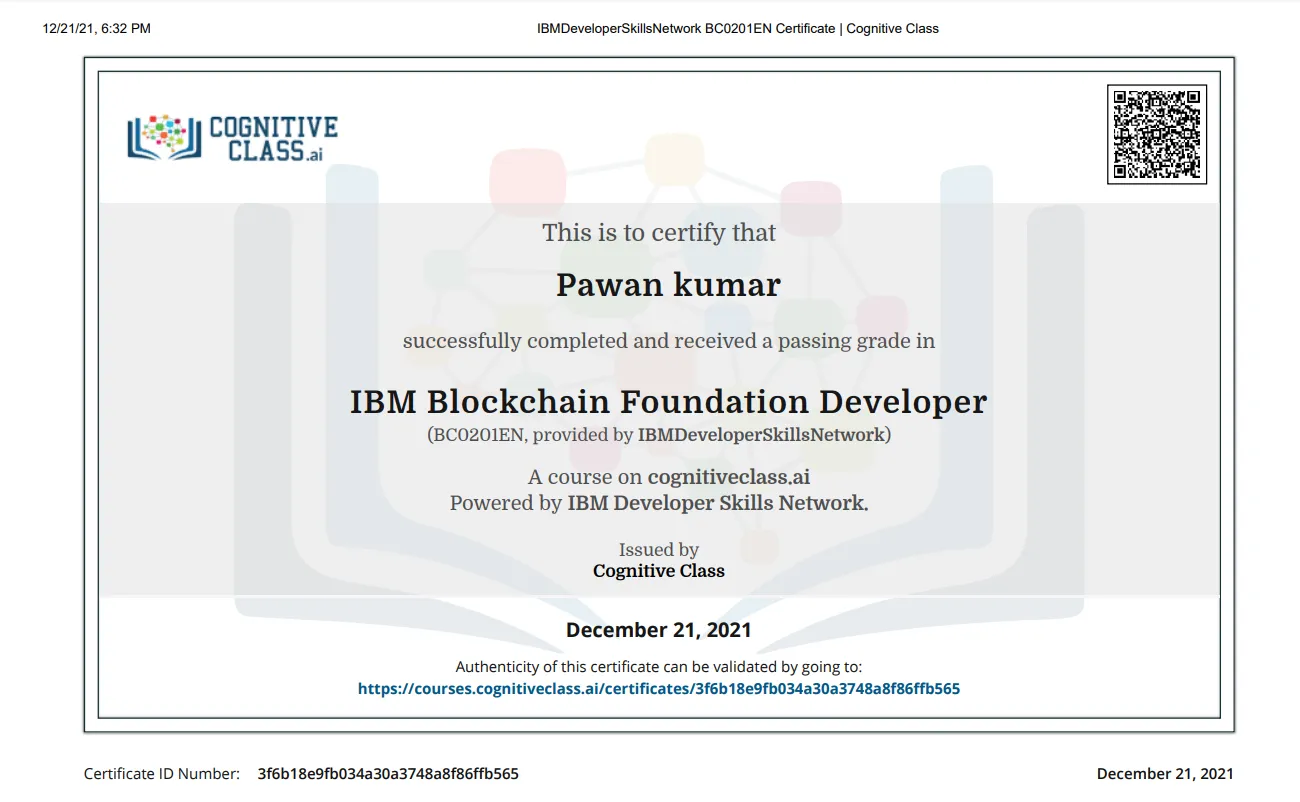 12/21/21, 6:32 PM
IBMDeveloperSkillsNetwork BC0201EN Certificate | Cognitive Class
COGNITIVE
CLASS.ai
This is to certify that
Pawan kumar
successfully completed and received a passing grade in
IBM Blockchain Foundation Developer
(BC0201EN, provided by IBMDeveloperSkillsNetwork)
A course on cognitiveclass.ai
Powered by IBM Developer Skills Network.
Issued by
Cognitive Class
December 21, 2021
Authenticity of this certificate can be validated by going to:
https://courses.cognitiveclass.ai/certificates/3f6b18e9fb034a30a3748a8f86ffb565
Certificate ID Number: 3f6b18e9fb034a30a3748a8f86ffb565
December 21, 2021